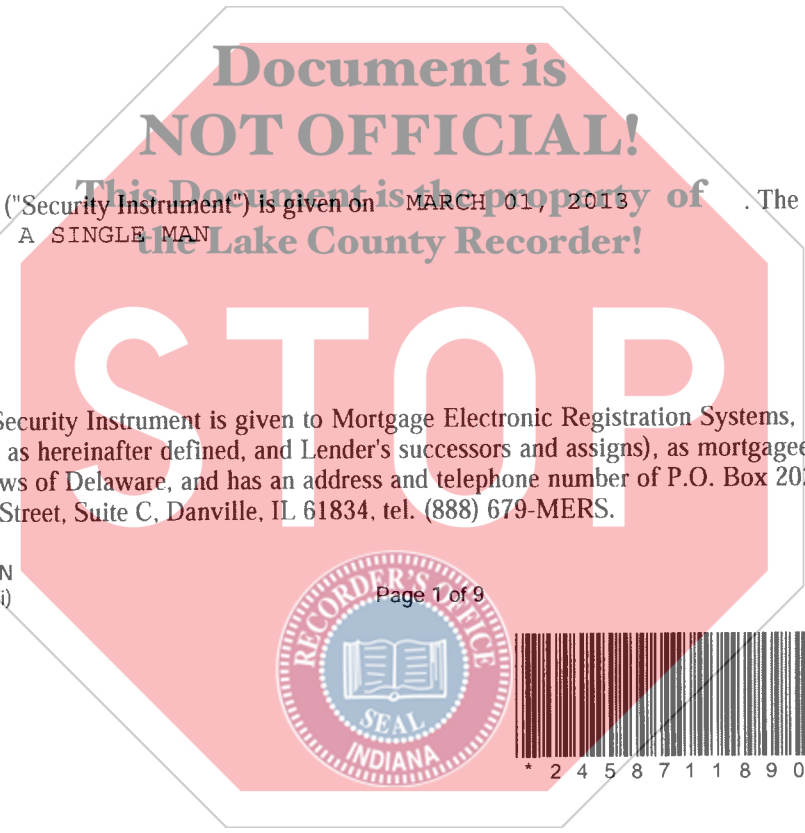 Document is
NOT OFFICIAL!
This Document is the property of
the Lake County Recorder!
("Security Instrument") is given on MARCH 01, 2013 . The
A SINGLE MAN
STOP
Security Instrument is given to Mortgage Electronic Registration Systems,
as hereinafter defined, and Lender's successors and assigns), as mortgagee
ws of Delaware, and has an address and telephone number of P.O. Box 202
Street, Suite C, Danville, IL 61834, tel. (888) 679-MERS.
N
i)
Page 1 of 9
RECORDER'S OFFICE
SEAL
INDIANA
* 2 4 5 8 7 1 1 8 9 0